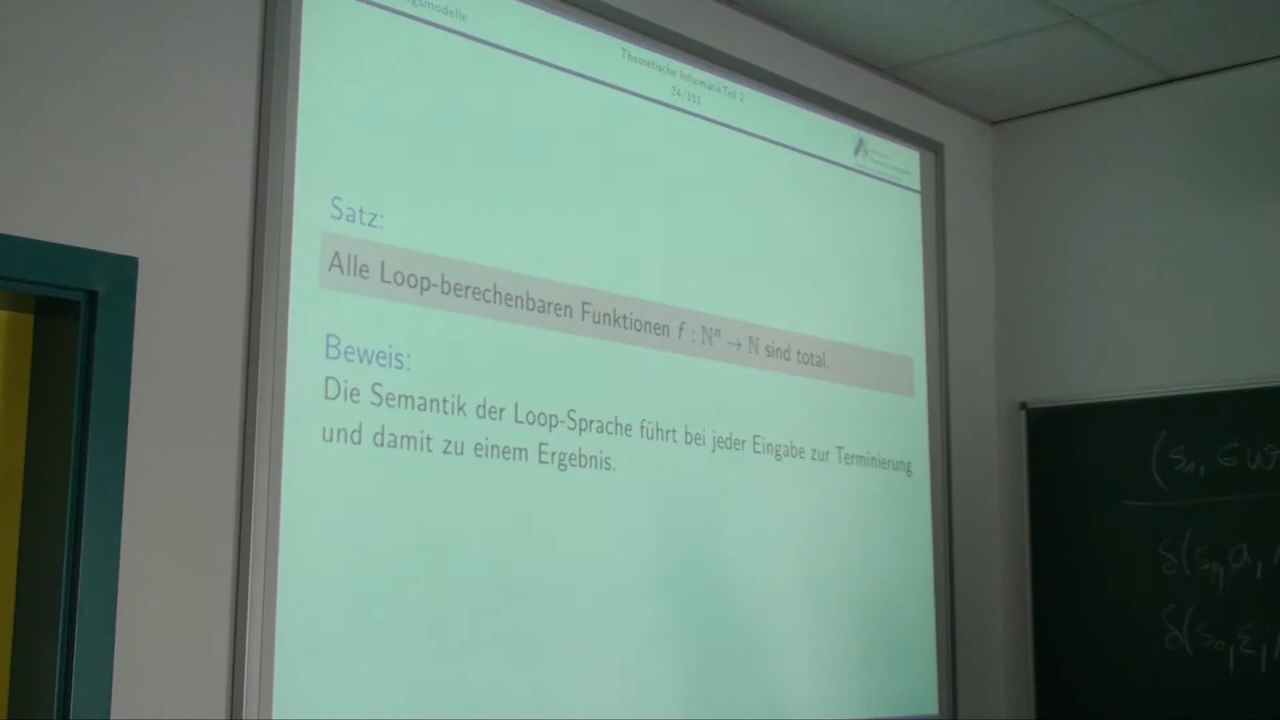 gsmodelle
Theoretische Informatik Teil 2
24/151
Satz:
Alle Loop-berechenbaren Funktionen f : ℕⁿ → ℕ sind total.
Beweis:
Die Semantik der Loop-Sprache führt bei jeder Eingabe zur Terminierung
und damit zu einem Ergebnis.
δ(
δ(